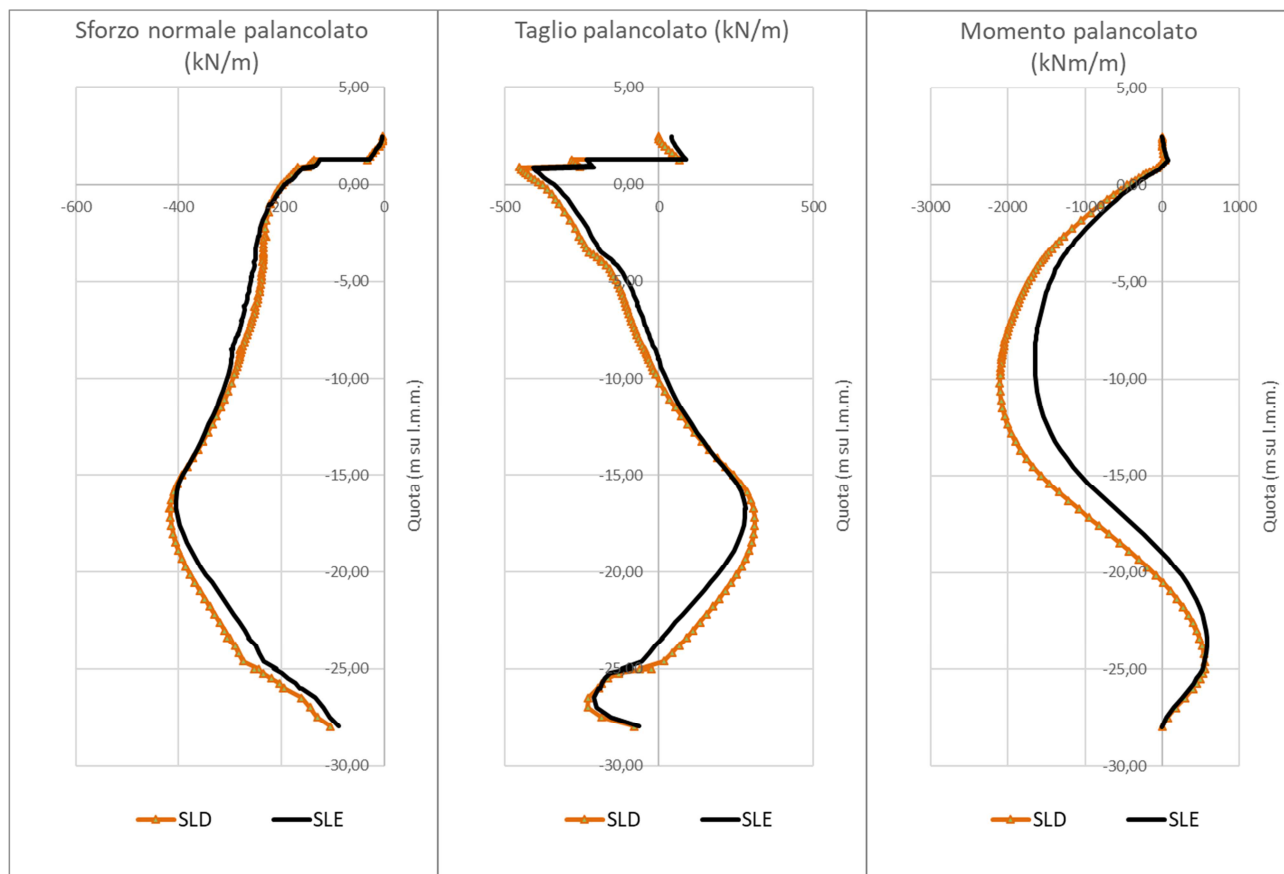 Sforzo normale palancolato
(kN/m)
5,00
0,00
-600
-400
-200
0
-5,00
-10,00
-15,00
-20,00
-25,00
-30,00
Quota (m su l.m.m.)
SLD
SLE
Taglio palancolato (kN/m)
5,00
0,00
-500
0
500
-5,00
-10,00
-15,00
-20,00
-25,00
-30,00
Quota (m su l.m.m.)
SLD
SLE
Momento palancolato
(kNm/m)
5,00
0,00
-3000
-2000
-1000
0
1000
-5,00
-10,00
-15,00
-20,00
-25,00
-30,00
Quota (m su l.m.m.)
SLD
SLE